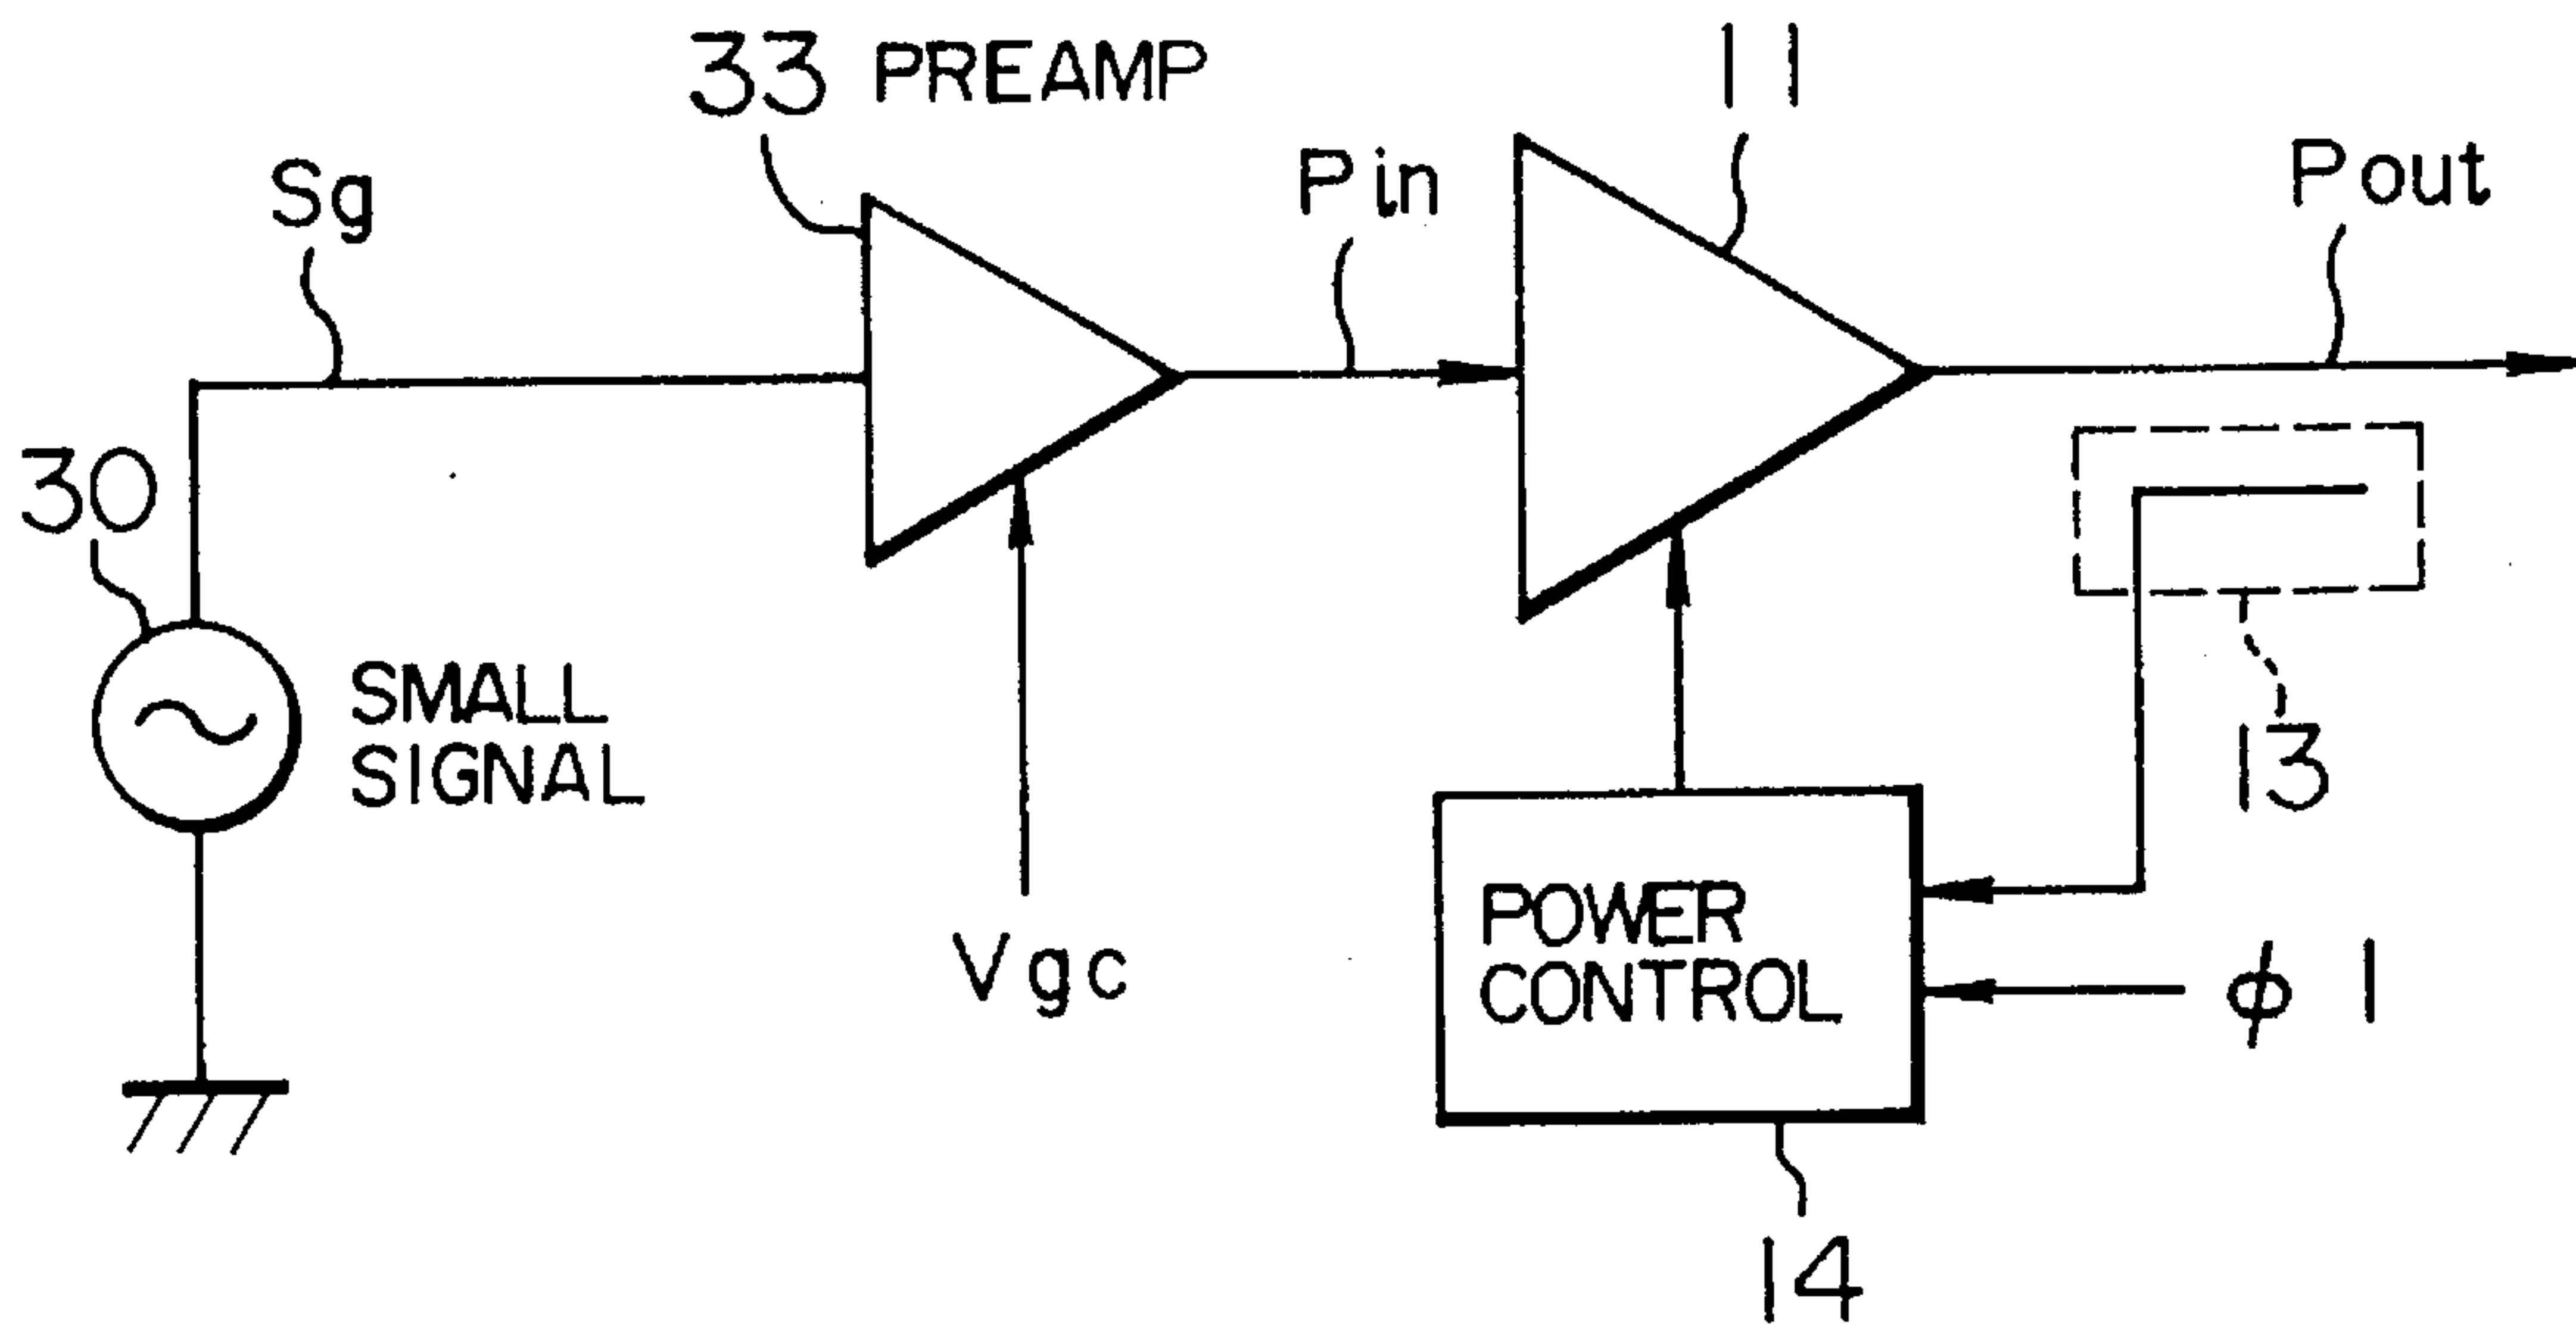 33 PREAMP
11
Sg
Pin
Pout
30
SMALL
SIGNAL
13
Vgc
POWER
CONTROL
ϕ 1
14